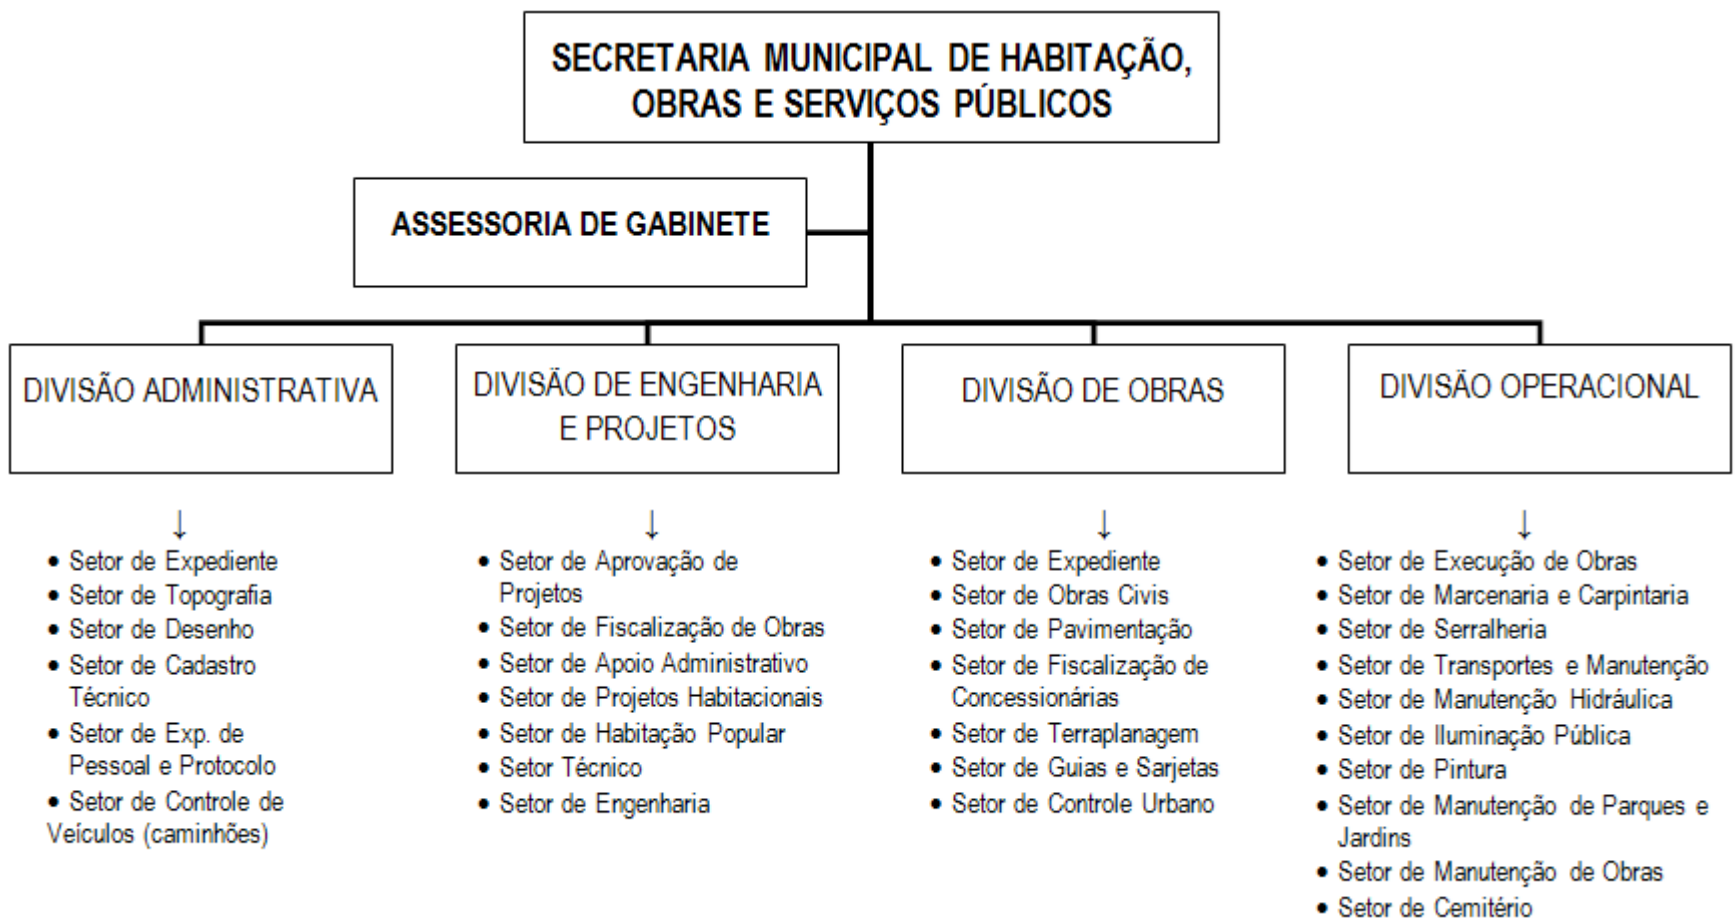 SECRETARIA MUNICIPAL DE HABITAÇÃO,
OBRAS E SERVIÇOS PÚBLICOS
ASSESSORIA DE GABINETE
DIVISÃO ADMINISTRATIVA
↓
• Setor de Expediente
• Setor de Topografia
• Setor de Desenho
• Setor de Cadastro
Técnico
• Setor de Exp. de
Pessoal e Protocolo
• Setor de Controle de
Veículos (caminhões)
DIVISÃO DE ENGENHARIA
E PROJETOS
↓
• Setor de Aprovação de
Projetos
• Setor de Fiscalização de Obras
• Setor de Apoio Administrativo
• Setor de Projetos Habitacionais
• Setor de Habitação Popular
• Setor Técnico
• Setor de Engenharia
DIVISÃO DE OBRAS
↓
• Setor de Expediente
• Setor de Obras Civis
• Setor de Pavimentação
• Setor de Fiscalização de
Concessionárias
• Setor de Terraplanagem
• Setor de Guias e Sarjetas
• Setor de Controle Urbano
DIVISÃO OPERACIONAL
↓
• Setor de Execução de Obras
• Setor de Marcenaria e Carpintaria
• Setor de Serralheria
• Setor de Transportes e Manutenção
• Setor de Manutenção Hidráulica
• Setor de Iluminação Pública
• Setor de Pintura
• Setor de Manutenção de Parques e
Jardins
• Setor de Manutenção de Obras
• Setor de Cemitério